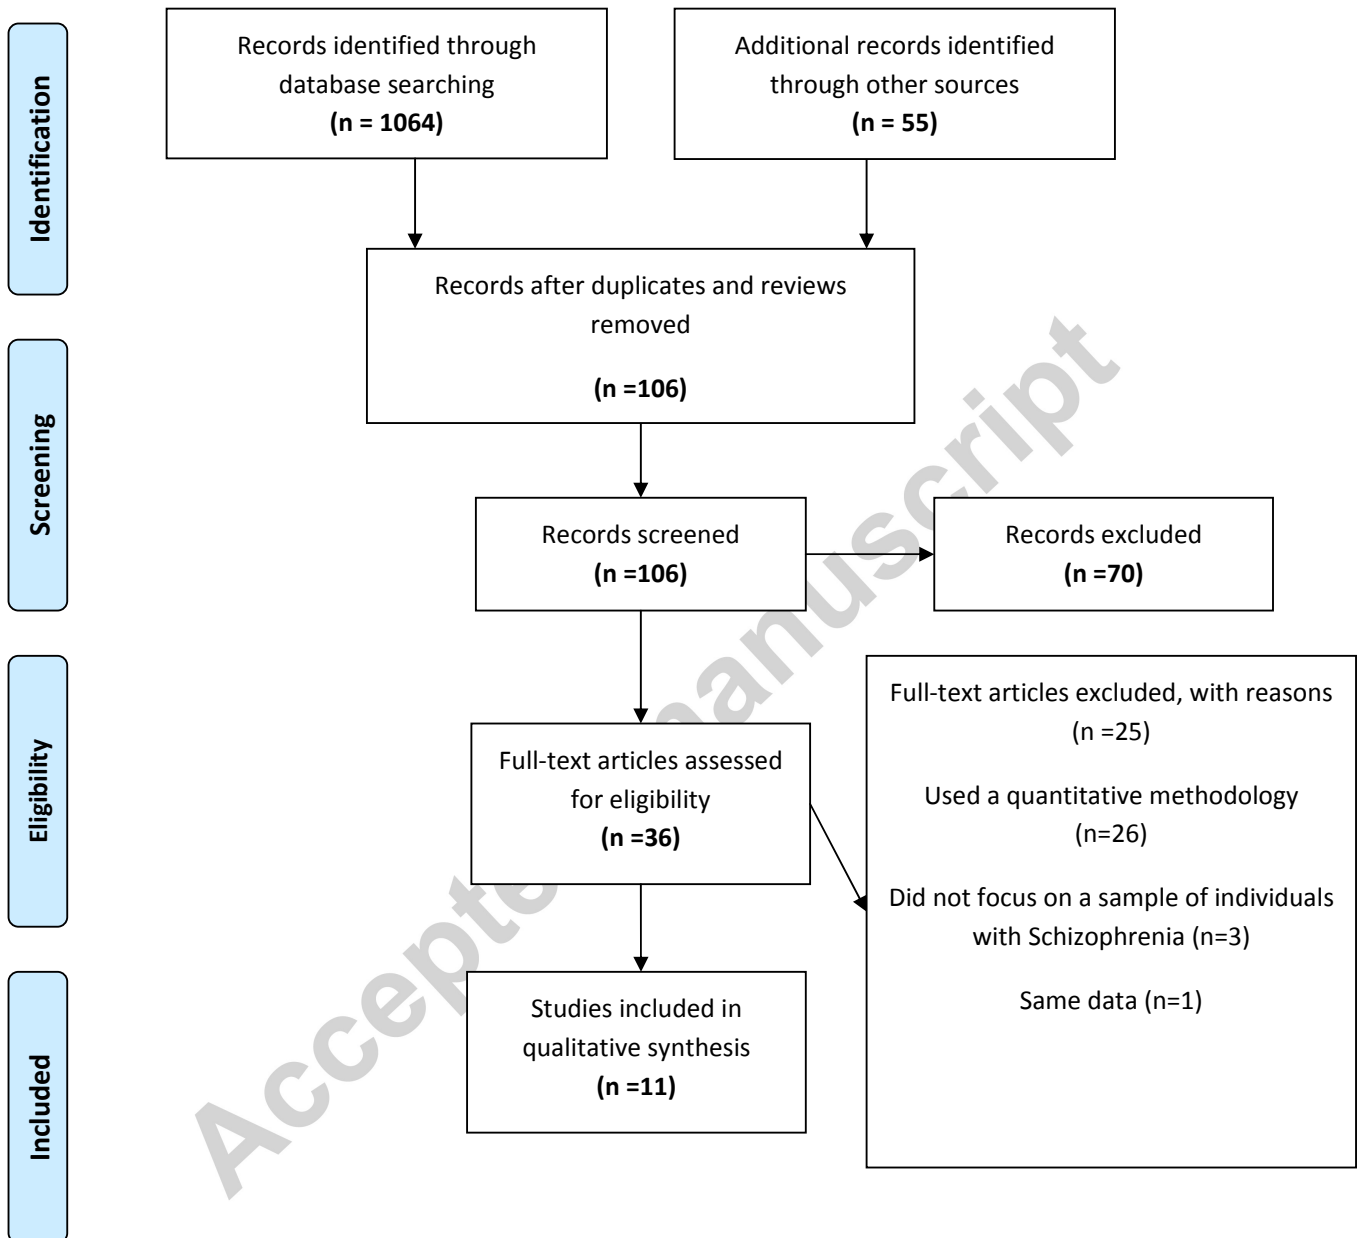 Identification
Records identified through
database searching
(n = 1064)
Additional records identified
through other sources
(n = 55)
Records after duplicates and reviews
removed
(n =106)
Screening
Records screened
(n =106)
Records excluded
(n =70)
Eligibility
Full-text articles assessed
for eligibility
(n =36)
Full-text articles excluded, with reasons
(n =25)
Used a quantitative methodology
(n=26)
Did not focus on a sample of individuals
with Schizophrenia (n=3)
Same data (n=1)
Included
Studies included in
qualitative synthesis
(n =11)
Accepted manuscript